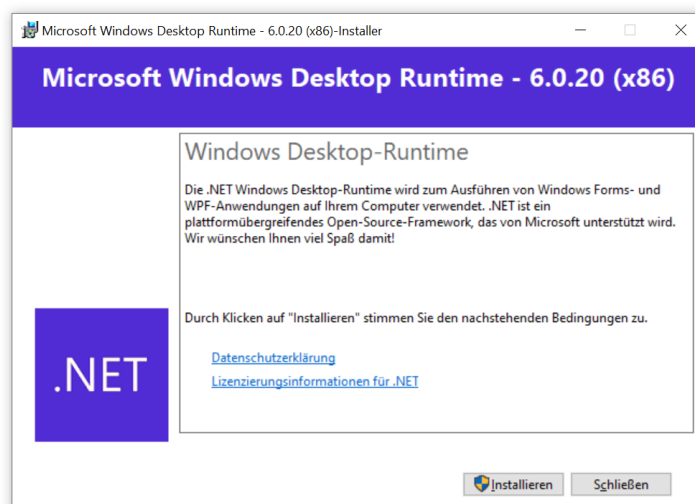 Microsoft Windows Desktop Runtime - 6.0.20 (x86)-Installer
Microsoft Windows Desktop Runtime - 6.0.20 (x86)
Windows Desktop-Runtime
Die .NET Windows Desktop-Runtime wird zum Ausführen von Windows Forms- und
WPF-Anwendungen auf Ihrem Computer verwendet. .NET ist ein
plattformübergreifendes Open-Source-Framework, das von Microsoft unterstützt wird.
Wir wünschen Ihnen viel Spaß damit!
Durch Klicken auf "Installieren" stimmen Sie den nachstehenden Bedingungen zu.
Datenschutzerklärung
Lizenzierungsinformationen für .NET
.NET
Installieren
Schließen